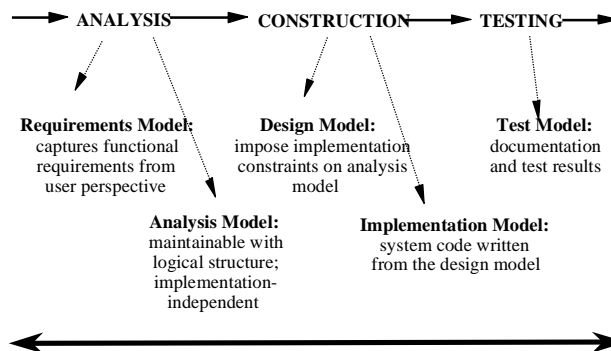 ANALYSIS CONSTRUCTION TESTING
Requirements Model:
captures functional
requirements from
user perspective
Design Model:
impose implementation
constraints on analysis
model
Test Model:
documentation
and test results
Analysis Model:
maintainable with
logical structure;
implementation-
independent
Implementation Model:
system code written
from the design model